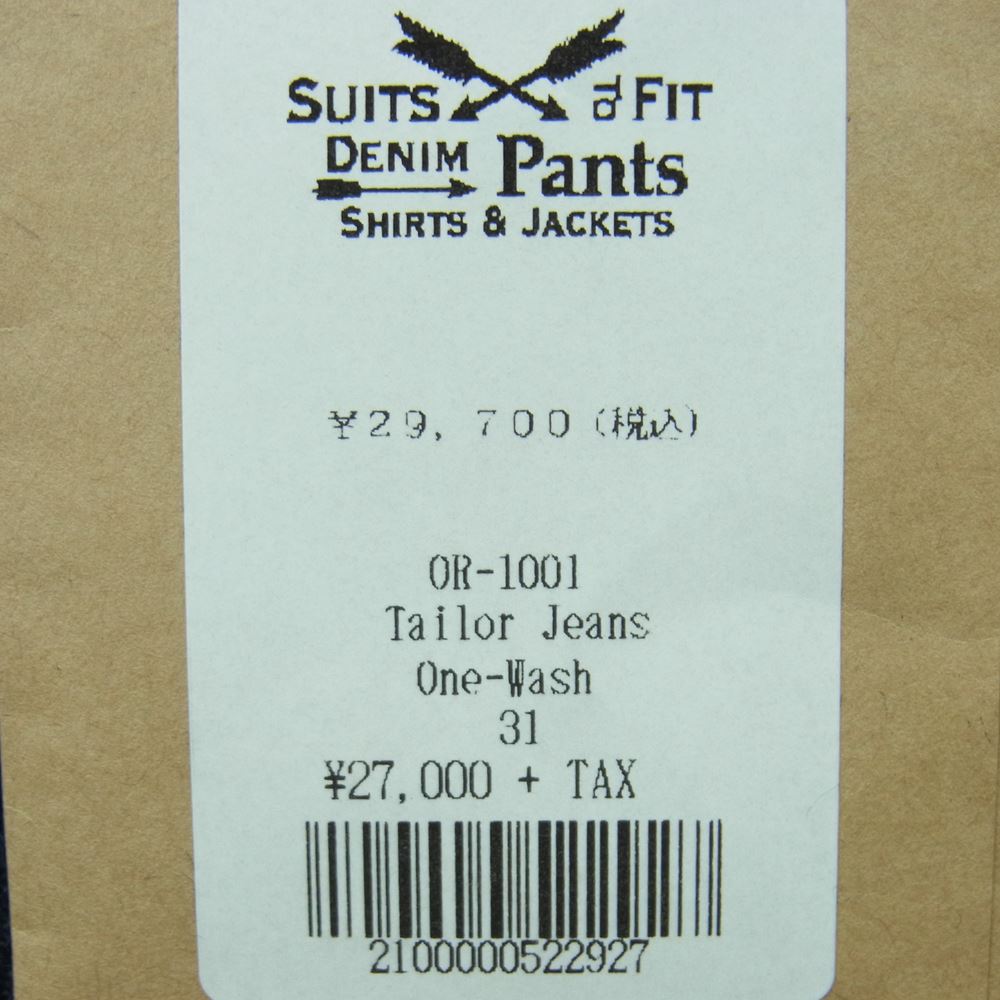 SUITS TO FIT
DENIM Pants
SHIRTS & JACKETS
¥29,700(税込)
OR-1001
Tailor Jeans
One-Wash
31
¥27,000 + TAX
2100000522927